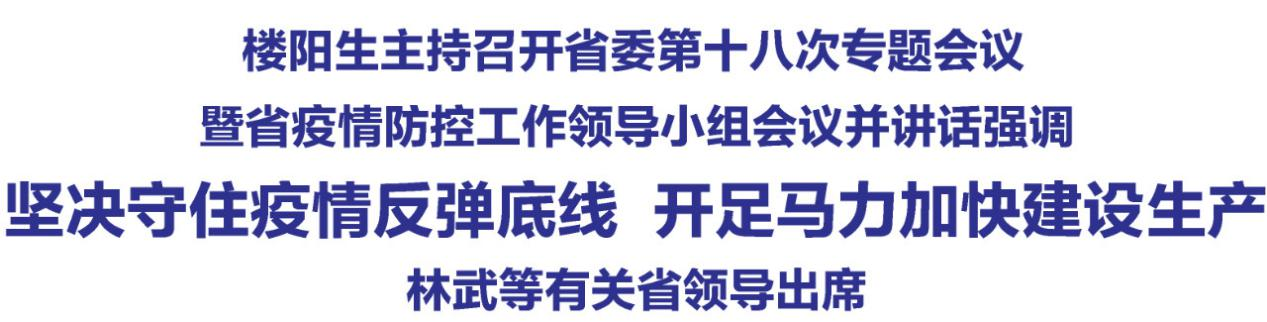 楼阳生主持召开省委第十八次专题会议
暨省疫情防控工作领导小组会议并讲话强调
坚决守住疫情反弹底线 开足马力加快建设生产
林武等有关省领导出席